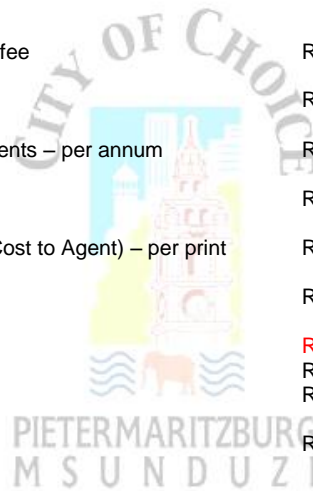 CITY OF CHOICE
fee R
R
ents – per annum R
R
Cost to Agent) – per print R
R
R
R
R
R
PIETERMARITZBURG
MSUNDUZI